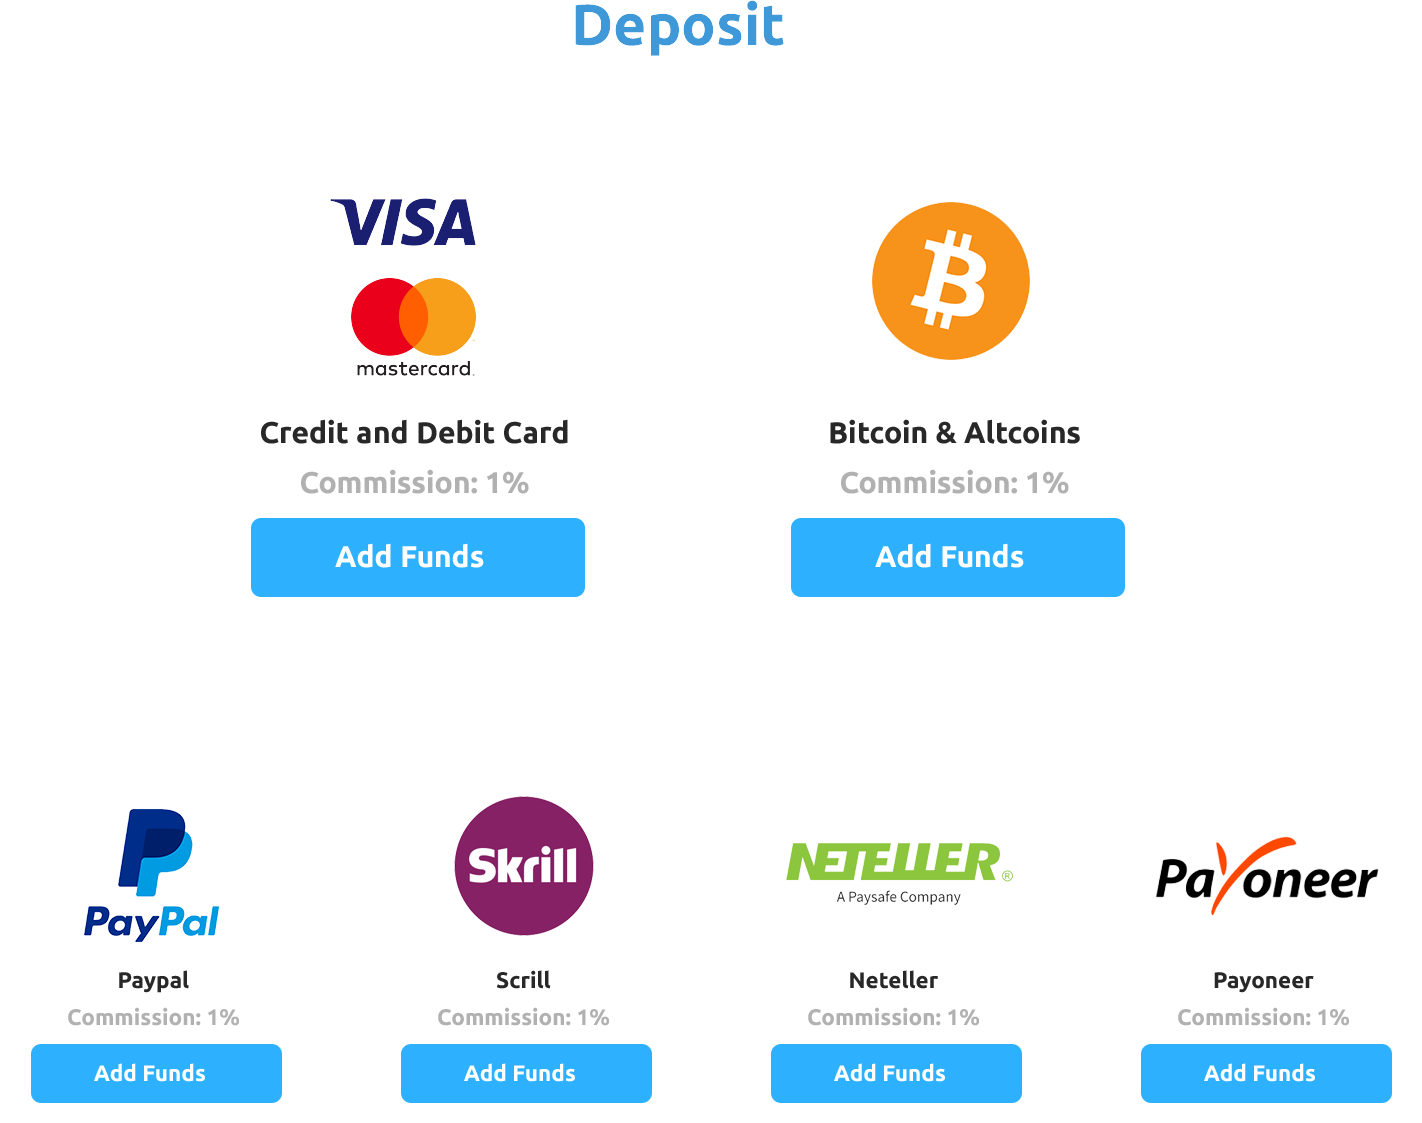 Deposit
VISA
mastercard.
Credit and Debit Card
Commission: 1%
Add Funds
Bitcoin & Altcoins
Commission: 1%
Add Funds
PayPal
Paypal
Commission: 1%
Add Funds
Skrill
Scrill
Commission: 1%
Add Funds
NETELLER®
A Paysafe Company
Neteller
Commission: 1%
Add Funds
Payoneer
Payoneer
Commission: 1%
Add Funds